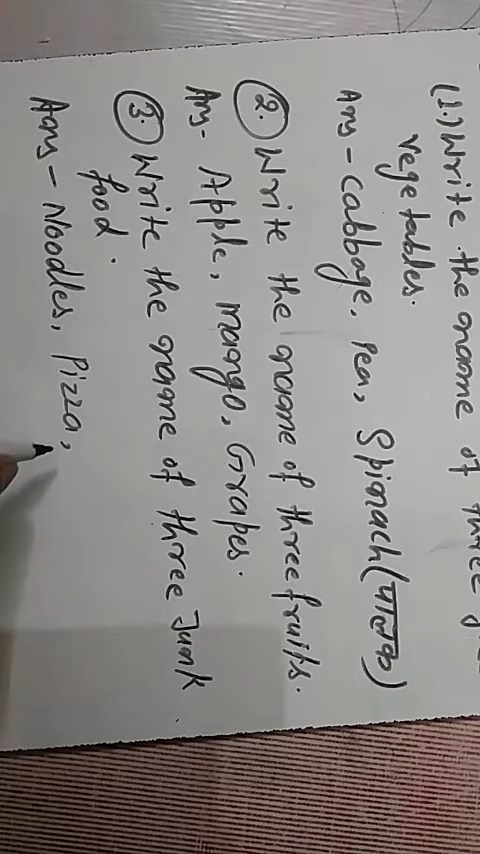 (1.) Write the name of three
vegetables.
Ans - Cabbage, Pea, Spinach (पालक)
2. Write the name of three fruits.
Ans. Apple, mango, Grapes.
3. Write the name of three Junk
food.
Ans - Noodles, Pizza,